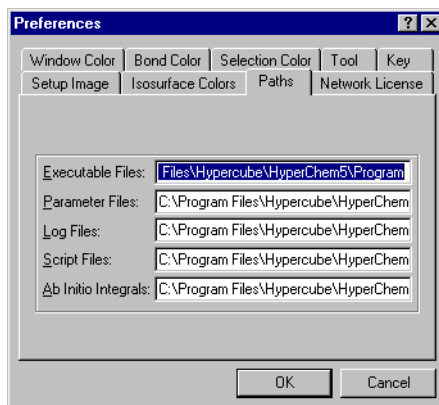 Preferences
Window Color Bond Color Selection Color Tool Key
Setup Image Isosurface Colors Paths Network License
Executable Files: Files\Hypercube\HyperChem5\Program
Parameter Files: C:\Program Files\Hypercube\HyperChem
Log Files: C:\Program Files\Hypercube\HyperChem
Script Files: C:\Program Files\Hypercube\HyperChem
Ab Initio Integrals: C:\Program Files\Hypercube\HyperChem
OK Cancel